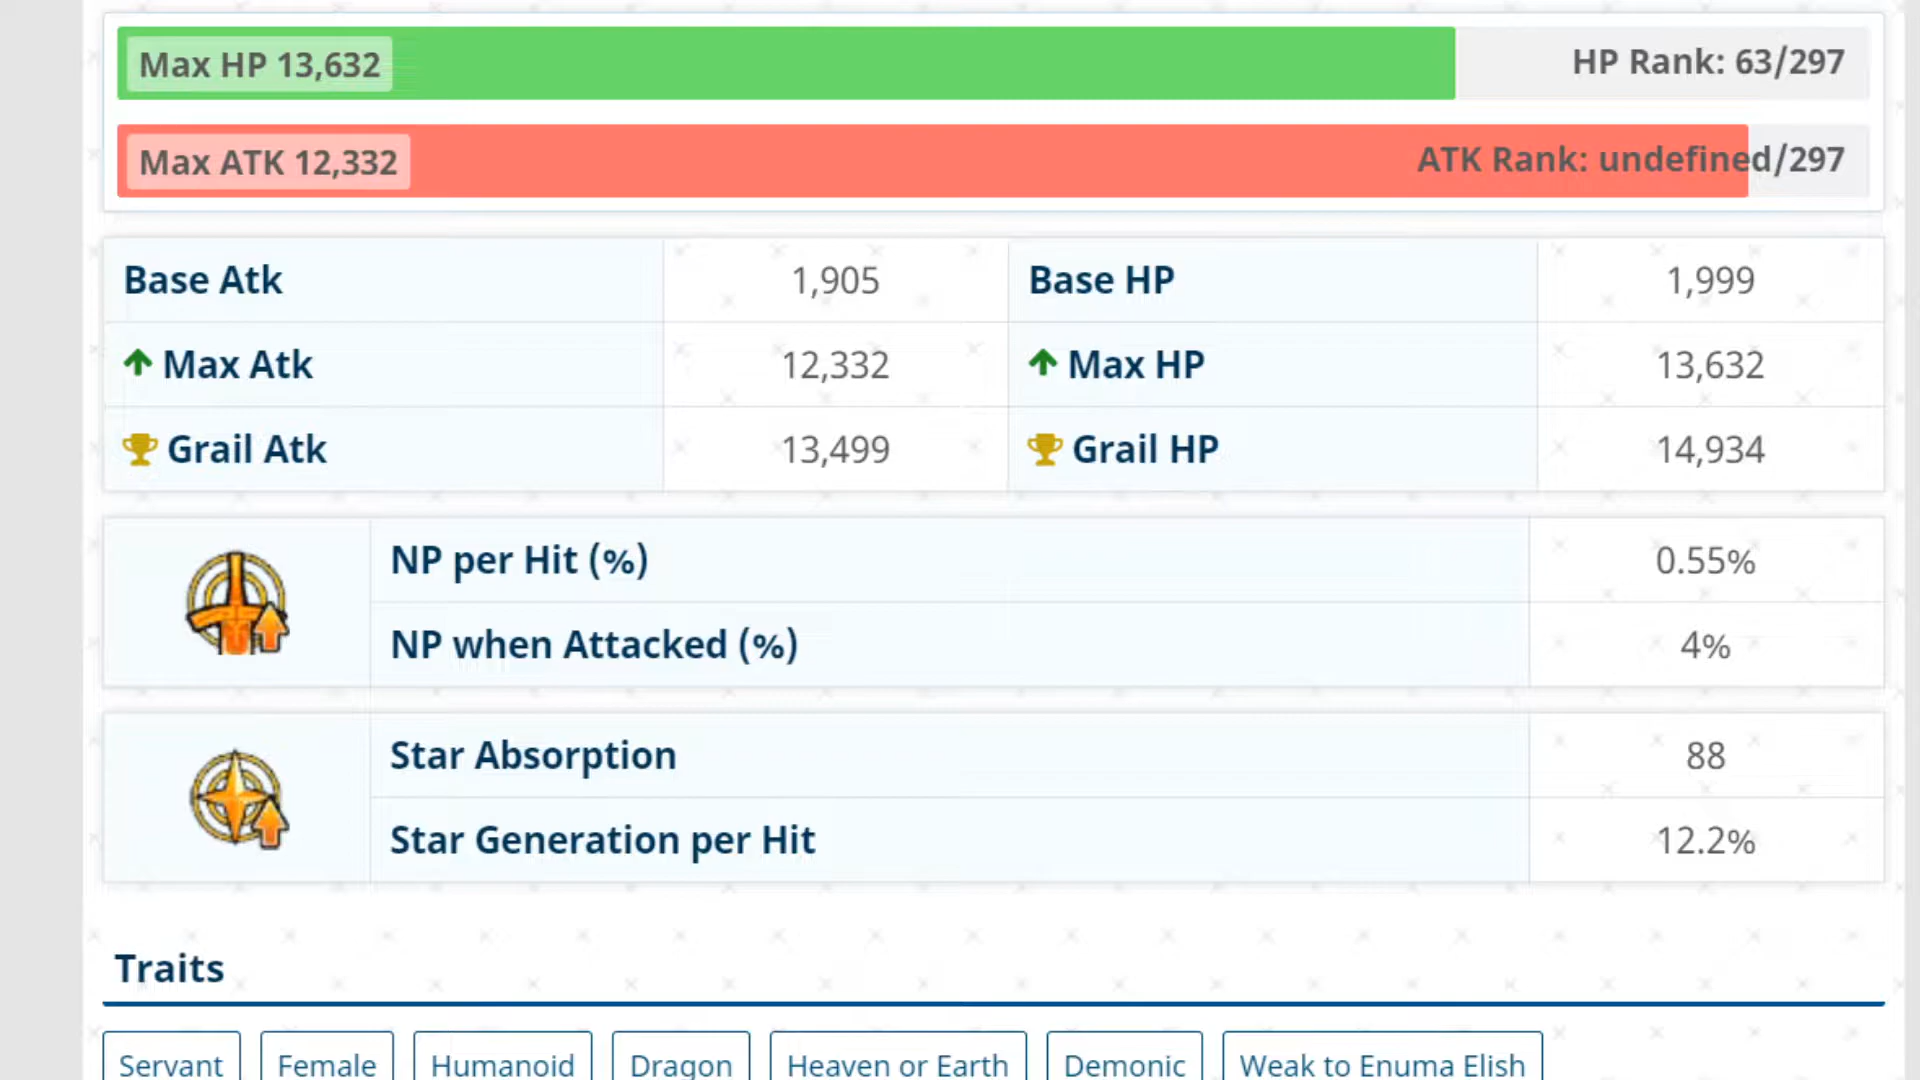 Max HP 13,632 HP Rank: 63/297
Max ATK 12,332 ATK Rank: undefined/297
Base Atk 1,905 Base HP 1,999
Max Atk 12,332 Max HP 13,632
Grail Atk 13,499 Grail HP 14,934
NP per Hit (%) 0.55%
NP when Attacked (%) 4%
Star Absorption 88
Star Generation per Hit 12.2%
Traits
Servant Female Humanoid Dragon Heaven or Earth Demonic Weak to Enuma Elish